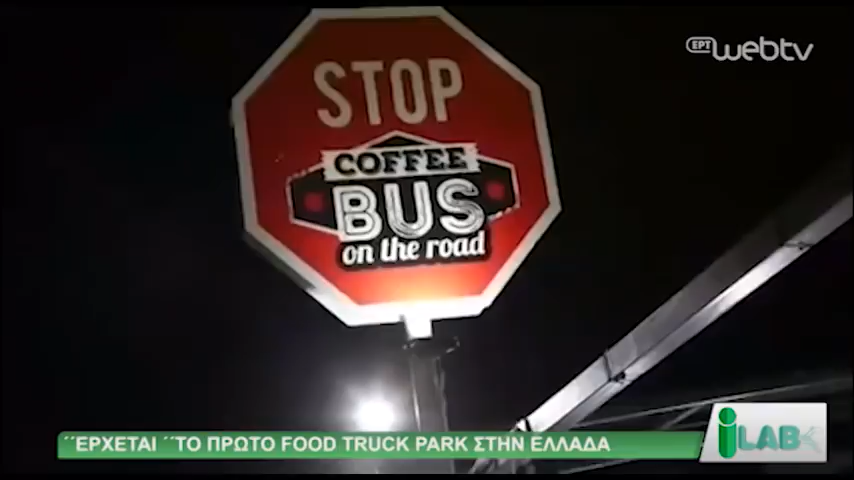 ΕΡΤ webtv
STOP
COFFEE
BUS
on the road
´´ΕΡΧΕΤΑΙ ´´ΤΟ ΠΡΩΤΟ FOOD TRUCK PARK ΣΤΗΝ ΕΛΛΑΔΑ
iLAB